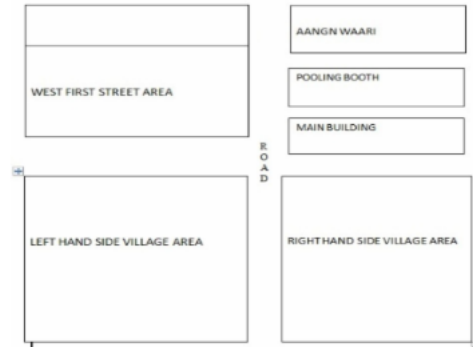 AANGN WAARI
WEST FIRST STREET AREA
POOLING BOOTH
MAIN BUILDING
ROAD
LEFT HAND SIDE VILLAGE AREA
RIGHT HAND SIDE VILLAGE AREA